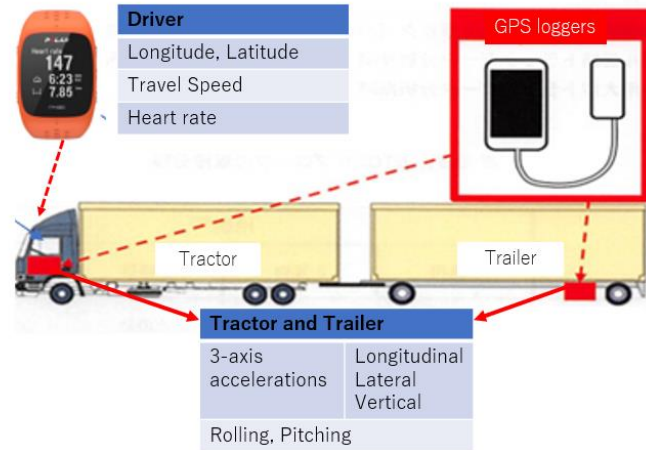 POLAR
Heart rate
147
6:23
7.85
Driver
Longitude, Latitude
Travel Speed
Heart rate
GPS loggers
Tractor
Trailer
Tractor and Trailer
3-axis
accelerations
Longitudinal
Lateral
Vertical
Rolling, Pitching